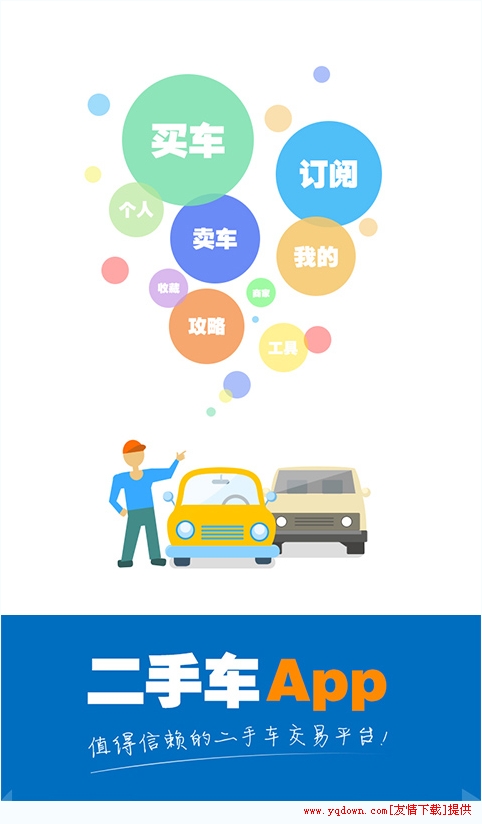 买车
订阅
个人
卖车
我的
收藏
商家
攻略
工具
二手车App
值得信赖的二手车交易平台!
www.yqdown.com[友情下载]提供